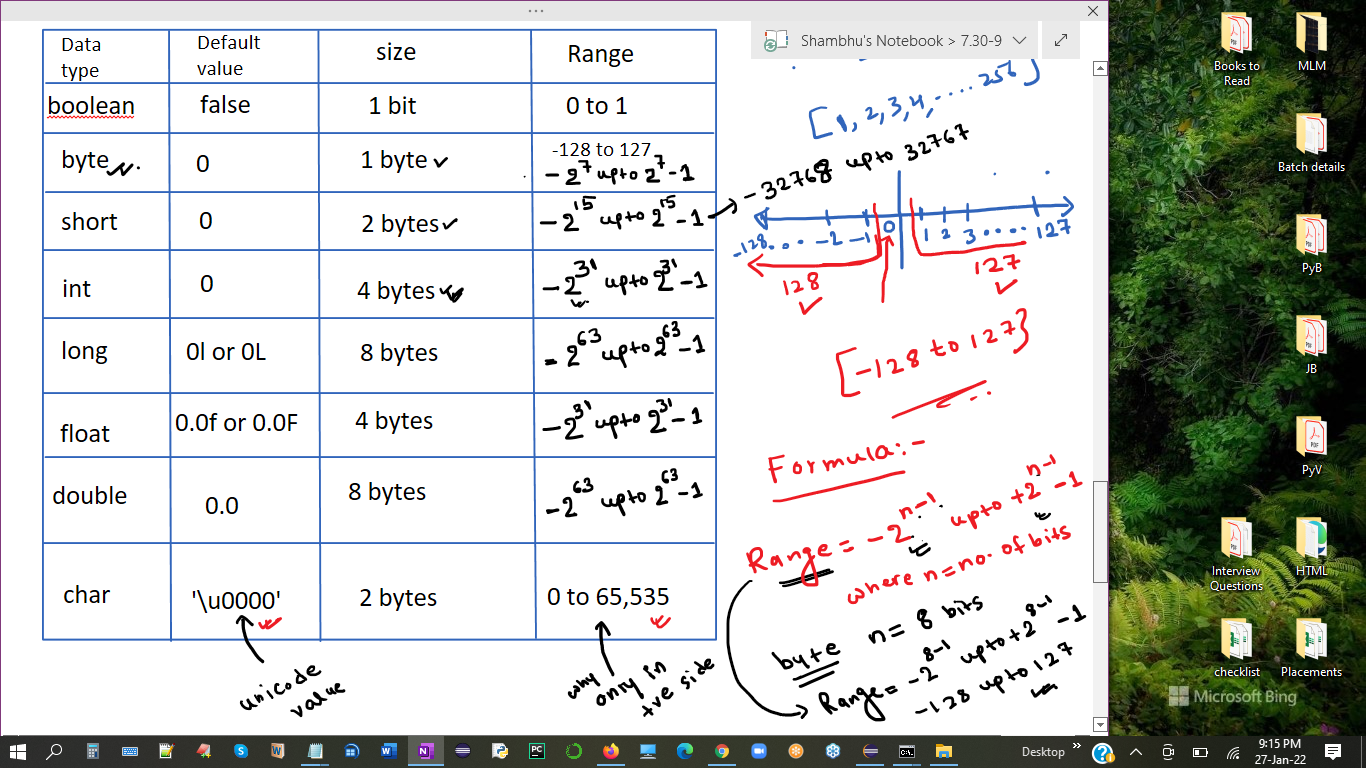 Shambhu's Notebook > 7.30-9
Data type
Default value
size
Range
boolean
false
1 bit
0 to 1
byte
0
1 byte
-128 to 127
-2^7 upto 2^7-1
short
0
2 bytes
-2^15 upto 2^15-1
int
0
4 bytes
-2^31 upto 2^31-1
long
0l or 0L
8 bytes
-2^63 upto 2^63-1
float
0.0f or 0.0F
4 bytes
-2^31 upto 2^31-1
double
0.0
8 bytes
-2^63 upto 2^63-1
char
'\u0000'
2 bytes
0 to 65,535
unicode
value
why
only in
+ve side
[1, 2, 3, 4, .... 256}
-32768 upto 32767
-128 ... -2 -1 0 1 2 3 .... 127
128
127
[-128 to 127}
Formula:-
Range = -2^n-1 upto +2^n-1 -1
where n=no. of bits
byte n= 8 bits
Range= -2^8-1 upto +2^8-1 -1
-128 upto 127
Books to Read
MLM
Batch details
PyB
JB
PyV
Interview Questions
HTML
checklist
Placements
Microsoft Bing
Desktop
9:15 PM
27-Jan-22